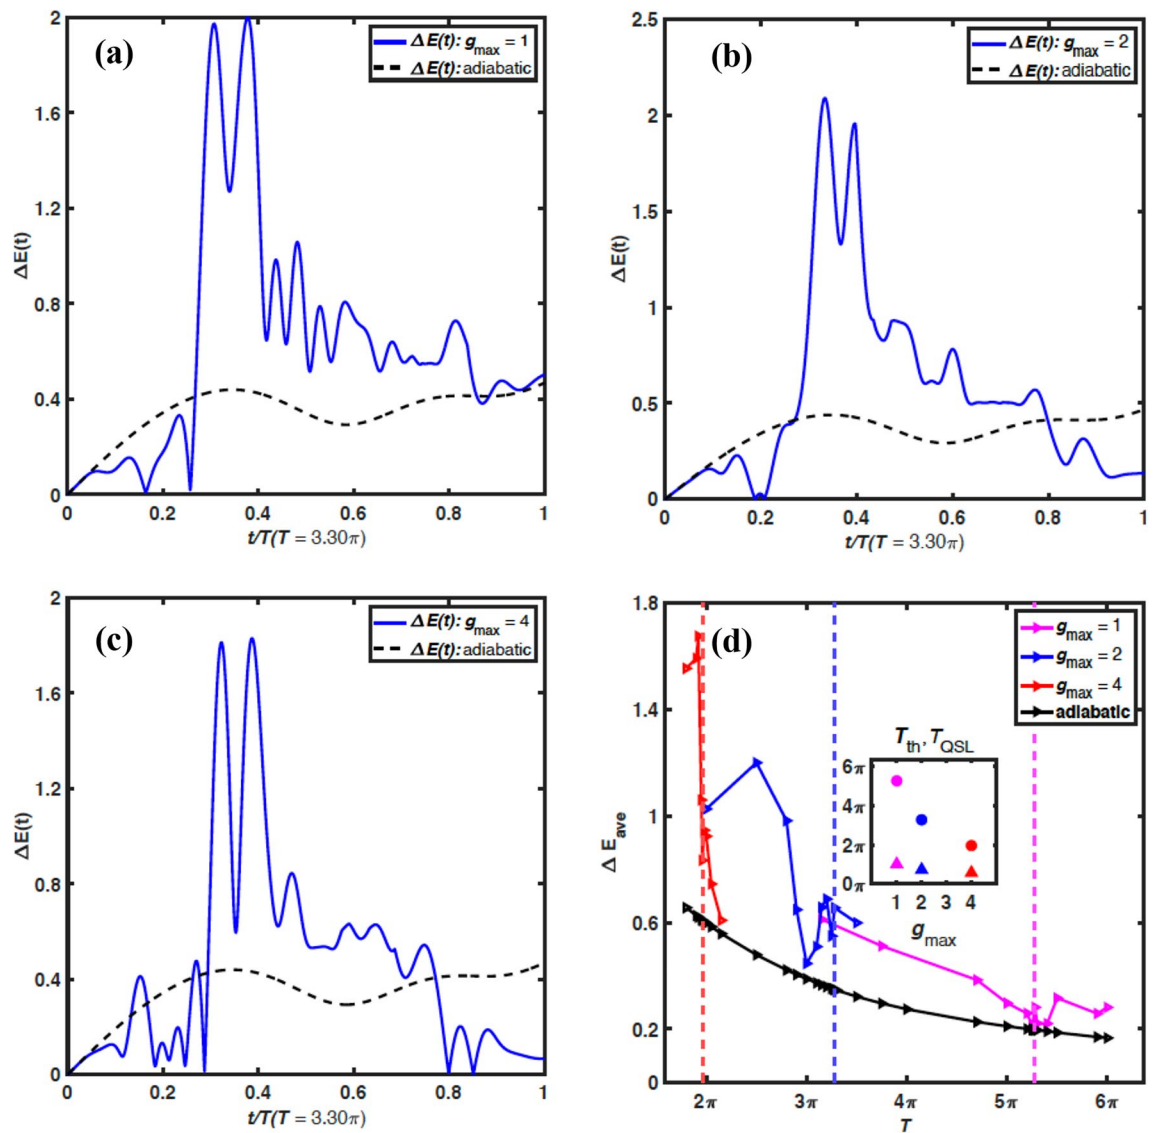 (a)
ΔE(t): g_max = 1
ΔE(t): adiabatic
2
1.6
1.2
0.8
0.4
0
ΔE(t)
0 0.2 0.4 0.6 0.8 1
t/T(T = 3.30π)
(b)
ΔE(t): g_max = 2
ΔE(t): adiabatic
2.5
2
1.5
1
0.5
0
ΔE(t)
0 0.2 0.4 0.6 0.8 1
t/T(T = 3.30π)
(c)
ΔE(t): g_max = 4
ΔE(t): adiabatic
2
1.6
1.2
0.8
0.4
0
ΔE(t)
0 0.2 0.4 0.6 0.8 1
t/T(T = 3.30π)
(d)
g_max = 1
g_max = 2
g_max = 4
adiabatic
1.8
1.4
1
0.6
0.2
0
Δ E_ave
T_th, T_QSL
6π
4π
2π
0π
1 2 3 4
g_max
2π 3π 4π 5π 6π
T